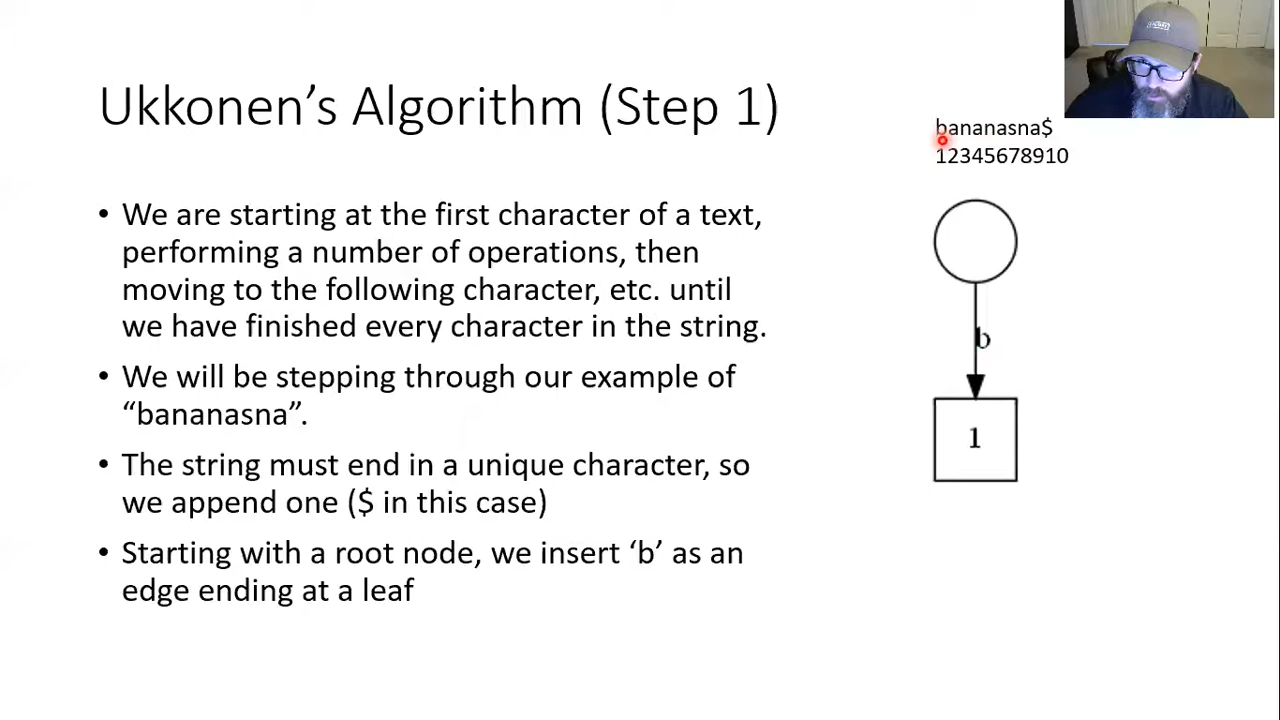 Ukkonen’s Algorithm (Step 1)
bananasna$
12345678910
• We are starting at the first character of a text,
performing a number of operations, then
moving to the following character, etc. until
we have finished every character in the string.
• We will be stepping through our example of
“bananasna”.
• The string must end in a unique character, so
we append one ($ in this case)
• Starting with a root node, we insert ‘b’ as an
edge ending at a leaf
b
1